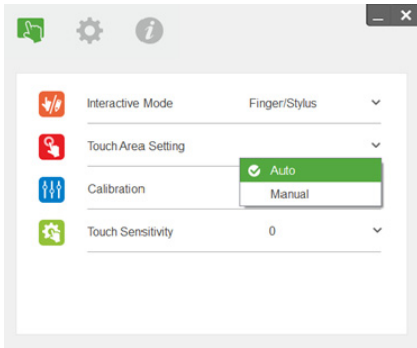 Interactive Mode Finger/Stylus
Touch Area Setting
Auto
Calibration
Manual
Touch Sensitivity 0